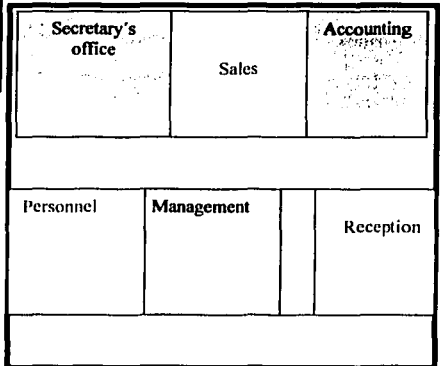 Secretary's
office
Sales
Accounting
Personnel
Management
Reception